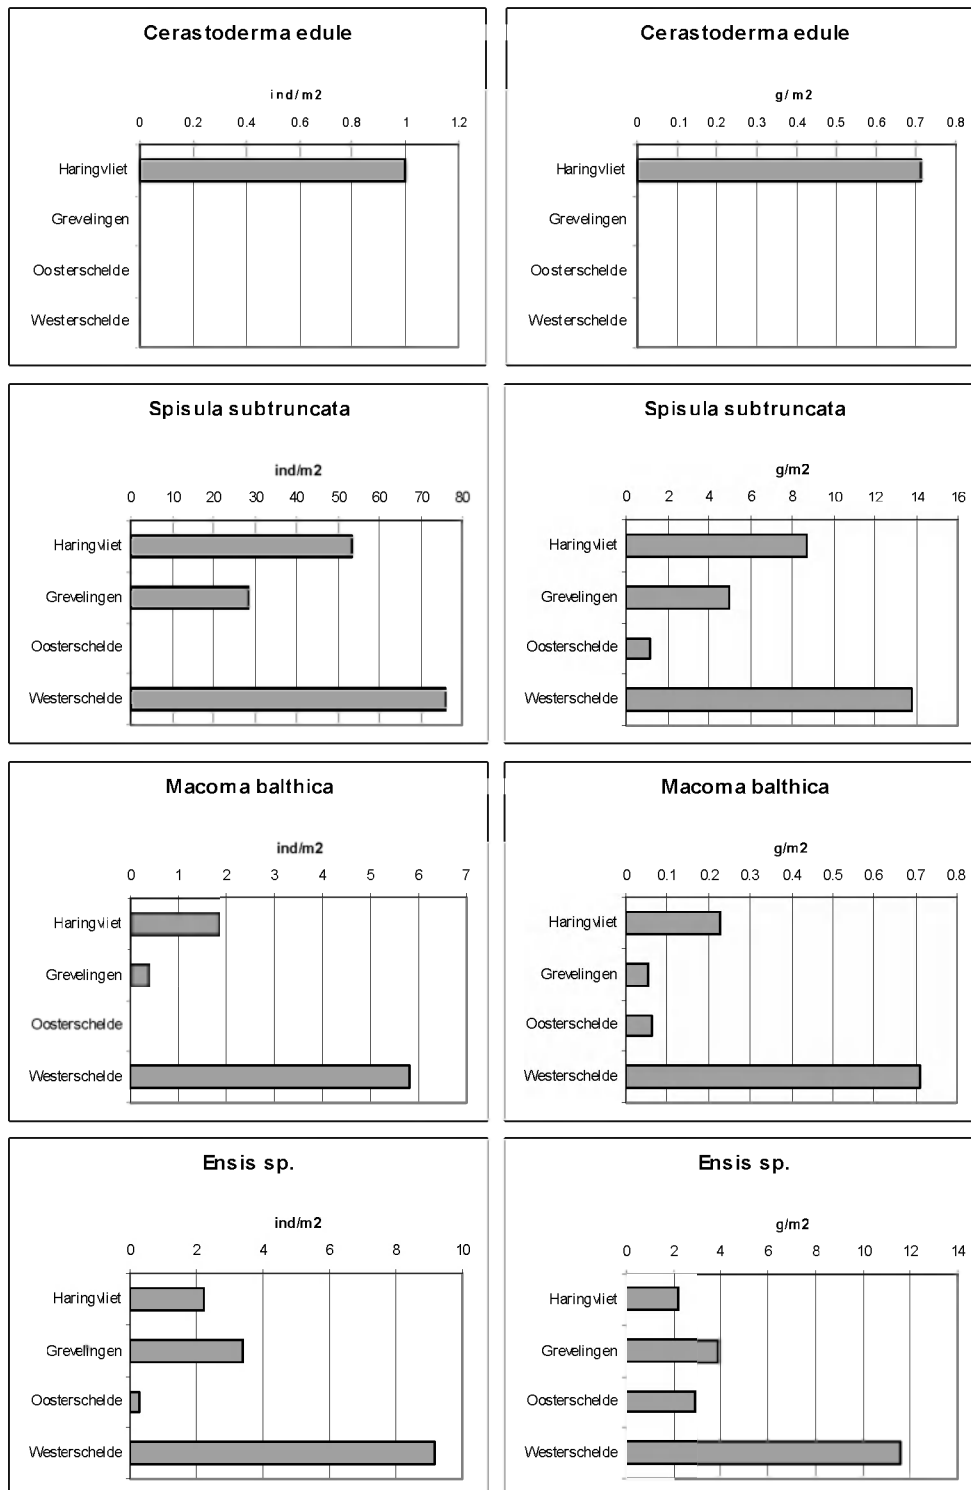 Cerastoderma edule
ind/m2
0 0.2 0.4 0.6 0.8 1 1.2
Haringvliet
Grevelingen
Oosterschelde
Westerschelde
Cerastoderma edule
g/m2
0 0.1 0.2 0.3 0.4 0.5 0.6 0.7 0.8
Haringvliet
Grevelingen
Oosterschelde
Westerschelde
Spisula subtruncata
ind/m2
0 10 20 30 40 50 60 70 80
Haringvliet
Grevelingen
Oosterschelde
Westerschelde
Spisula subtruncata
g/m2
0 2 4 6 8 10 12 14 16
Haringvliet
Grevelingen
Oosterschelde
Westerschelde
Macoma balthica
ind/m2
0 1 2 3 4 5 6 7
Haringvliet
Grevelingen
Oosterschelde
Westerschelde
Macoma balthica
g/m2
0 0.1 0.2 0.3 0.4 0.5 0.6 0.7 0.8
Haringvliet
Grevelingen
Oosterschelde
Westerschelde
Ensis sp.
ind/m2
0 2 4 6 8 10
Haringvliet
Grevelingen
Oosterschelde
Westerschelde
Ensis sp.
g/m2
0 2 4 6 8 10 12 14
Haringvliet
Grevelingen
Oosterschelde
Westerschelde